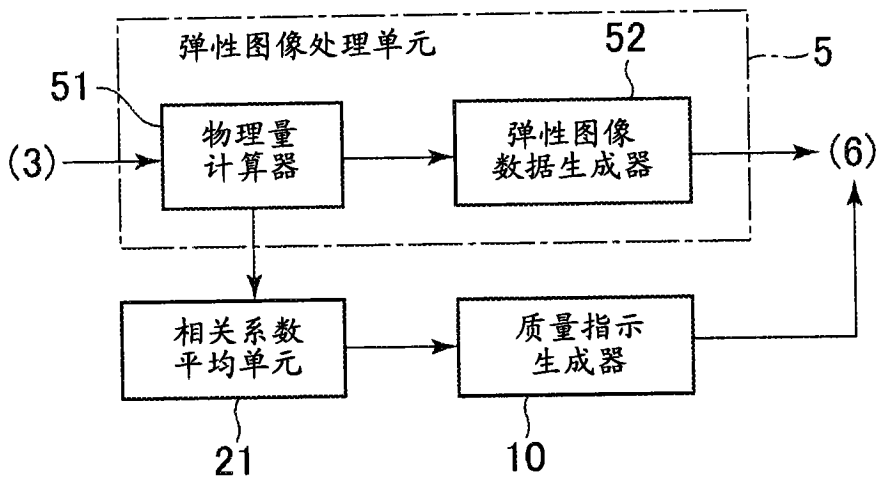 弹性图像处理单元
5
51
52
(3)
物理量
计算器
弹性图像
数据生成器
(6)
相关系数
平均单元
质量指示
生成器
21
10